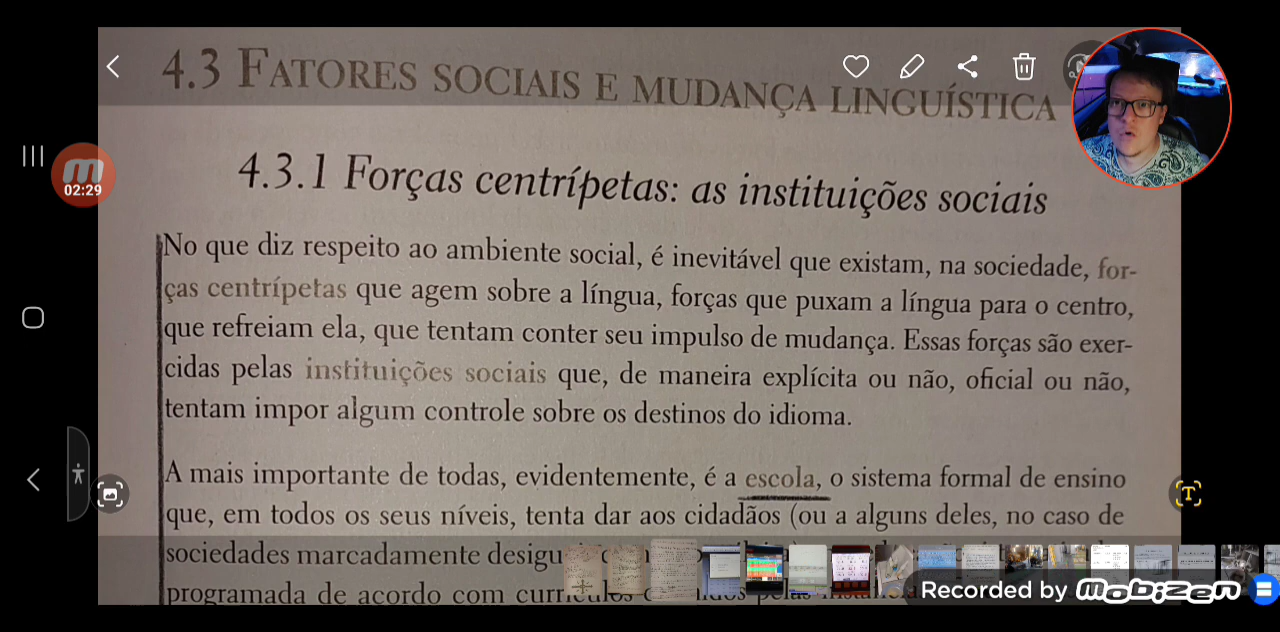 4.3 FATORES SOCIAIS E MUDANÇA LINGUÍSTICA
4.3.1 Forças centrípetas: as instituições sociais
02:29
No que diz respeito ao ambiente social, é inevitável que existam, na sociedade, for-
ças centrípetas que agem sobre a língua, forças que puxam a língua para o centro,
que refreiam ela, que tentam conter seu impulso de mudança. Essas forças são exer-
cidas pelas instituições sociais que, de maneira explícita ou não, oficial ou não,
tentam impor algum controle sobre os destinos do idioma.
A mais importante de todas, evidentemente, é a escola, o sistema formal de ensino
que, em todos os seus níveis, tenta dar aos cidadãos (ou a alguns deles, no caso de
sociedades marcadamente
programada de acordo com
Recorded by mobizen
T